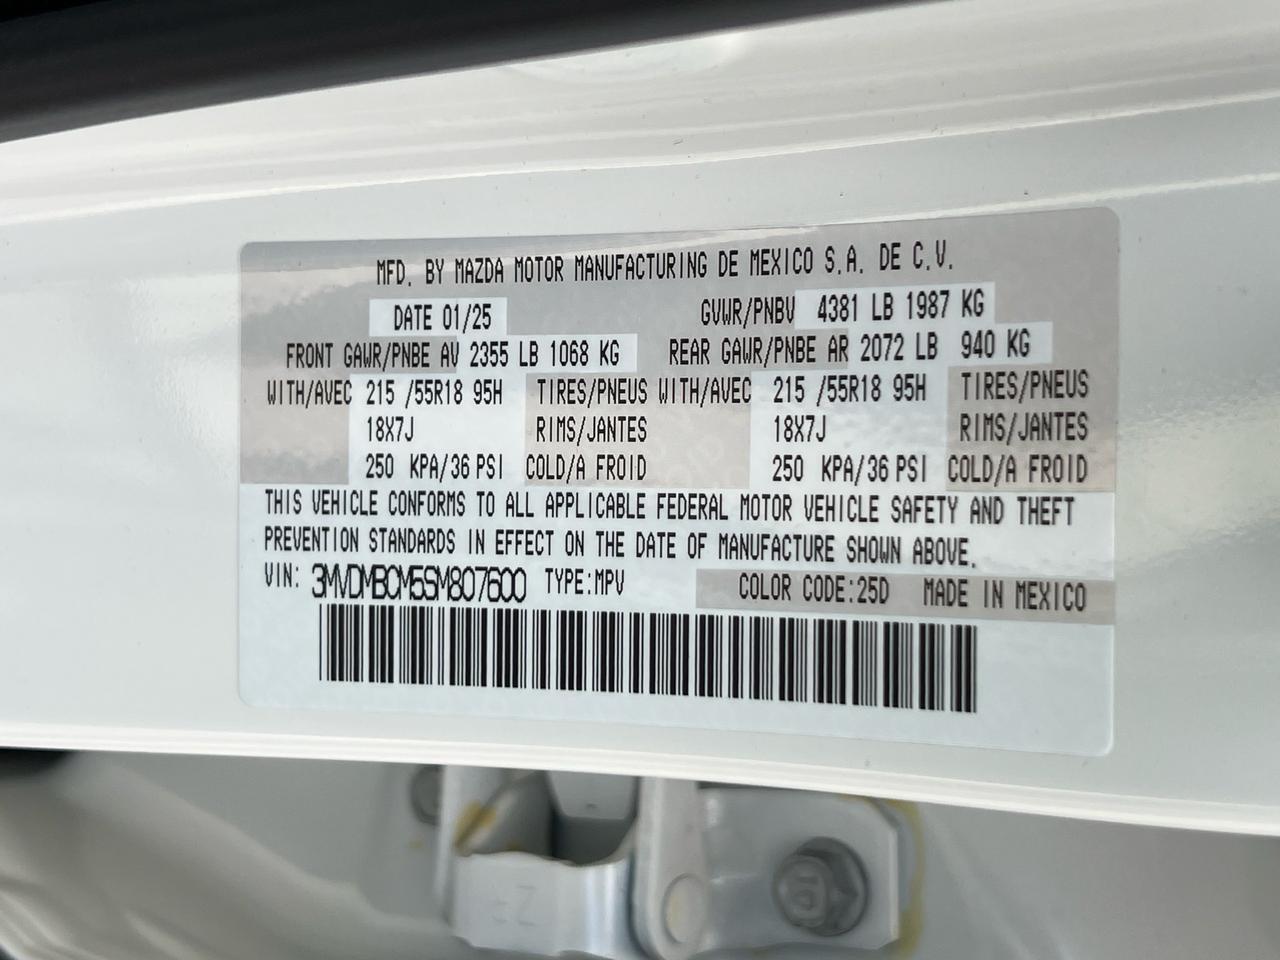 MFD. BY MAZDA MOTOR MANUFACTURING DE MEXICO S.A. DE C.V.
DATE 01/25 GVWR/PNBV 4381 LB 1987 KG
FRONT GAWR/PNBE AV 2355 LB 1068 KG REAR GAWR/PNBE AR 2072 LB 940 KG
WITH/AVEC 215 /55R18 95H TIRES/PNEUS WITH/AVEC 215 /55R18 95H TIRES/PNEUS
18X7J RIMS/JANTES 18X7J RIMS/JANTES
250 KPA/36 PSI COLD/A FROID 250 KPA/36 PSI COLD/A FROID
THIS VEHICLE CONFORMS TO ALL APPLICABLE FEDERAL MOTOR VEHICLE SAFETY AND THEFT
PREVENTION STANDARDS IN EFFECT ON THE DATE OF MANUFACTURE SHOWN ABOVE.
VIN: 3MVDMBCM5SM807600 TYPE:MPV COLOR CODE:25D MADE IN MEXICO